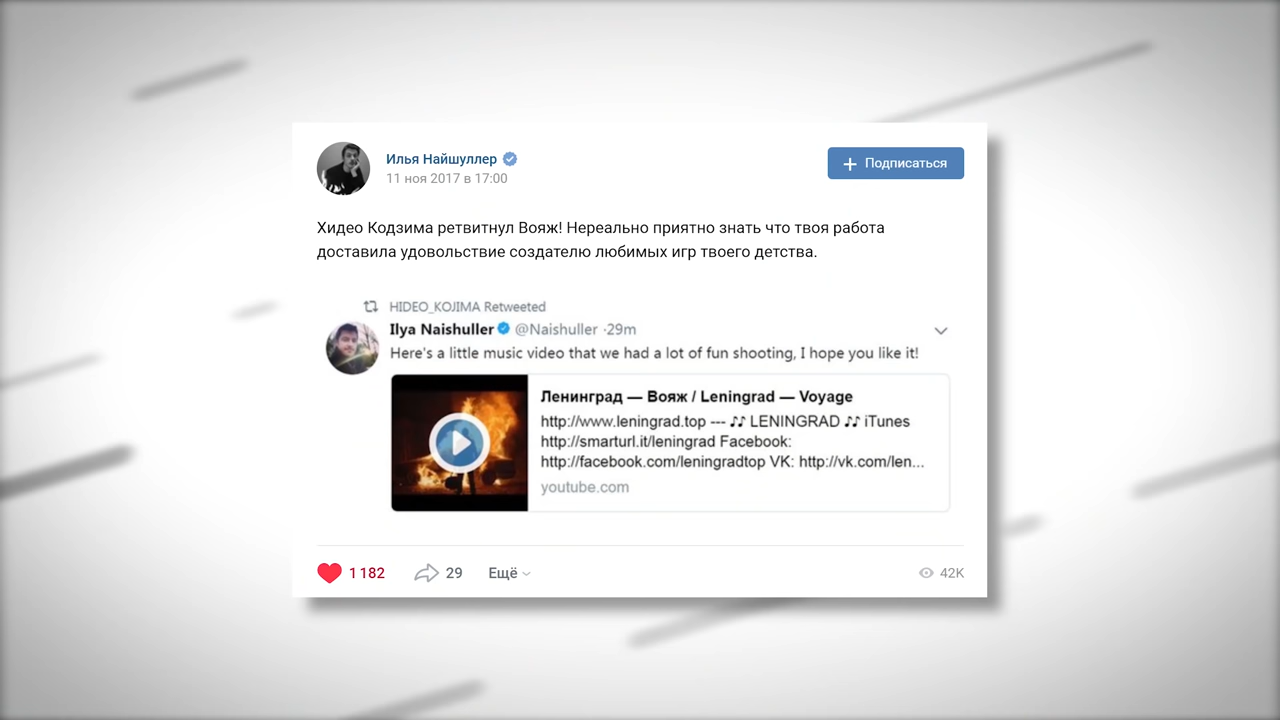 Илья Найшуллер
11 ноя 2017 в 17:00
Подписаться
Хидео Кодзима ретвитнул Вояж! Нереально приятно знать что твоя работа
доставила удовольствие создателю любимых игр твоего детства.
HIDEO_KOJIMA Retweeted
Ilya Naishuller @Naishuller ·29m
Here's a little music video that we had a lot of fun shooting, I hope you like it!
Ленинград — Вояж / Leningrad — Voyage
http://www.leningrad.top --- ♪♪ LENINGRAD ♪♪ iTunes
http://smarturl.it/leningrad Facebook:
http://facebook.com/leningradtop VK: http://vk.com/len...
youtube.com
1 182 29 Ещё 42K